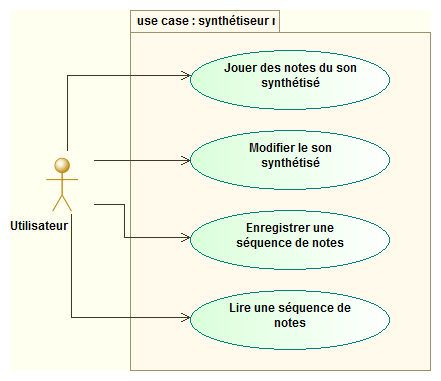 use case : synthétiseur
Jouer des notes du son
synthétisé
Modifier le son
synthétisé
Utilisateur
Enregistrer une
séquence de notes
Lire une séquence de
notes